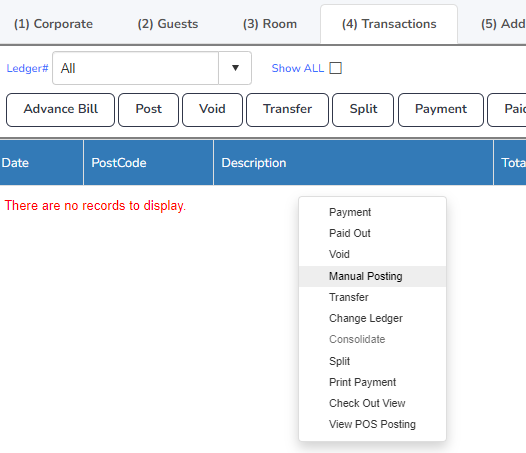 (1) Corporate (2) Guests (3) Room (4) Transactions (5) Add
Ledger# All Show ALL
Advance Bill Post Void Transfer Split Payment Paid
Date PostCode Description Tota
There are no records to display.
Payment
Paid Out
Void
Manual Posting
Transfer
Change Ledger
Consolidate
Split
Print Payment
Check Out View
View POS Posting